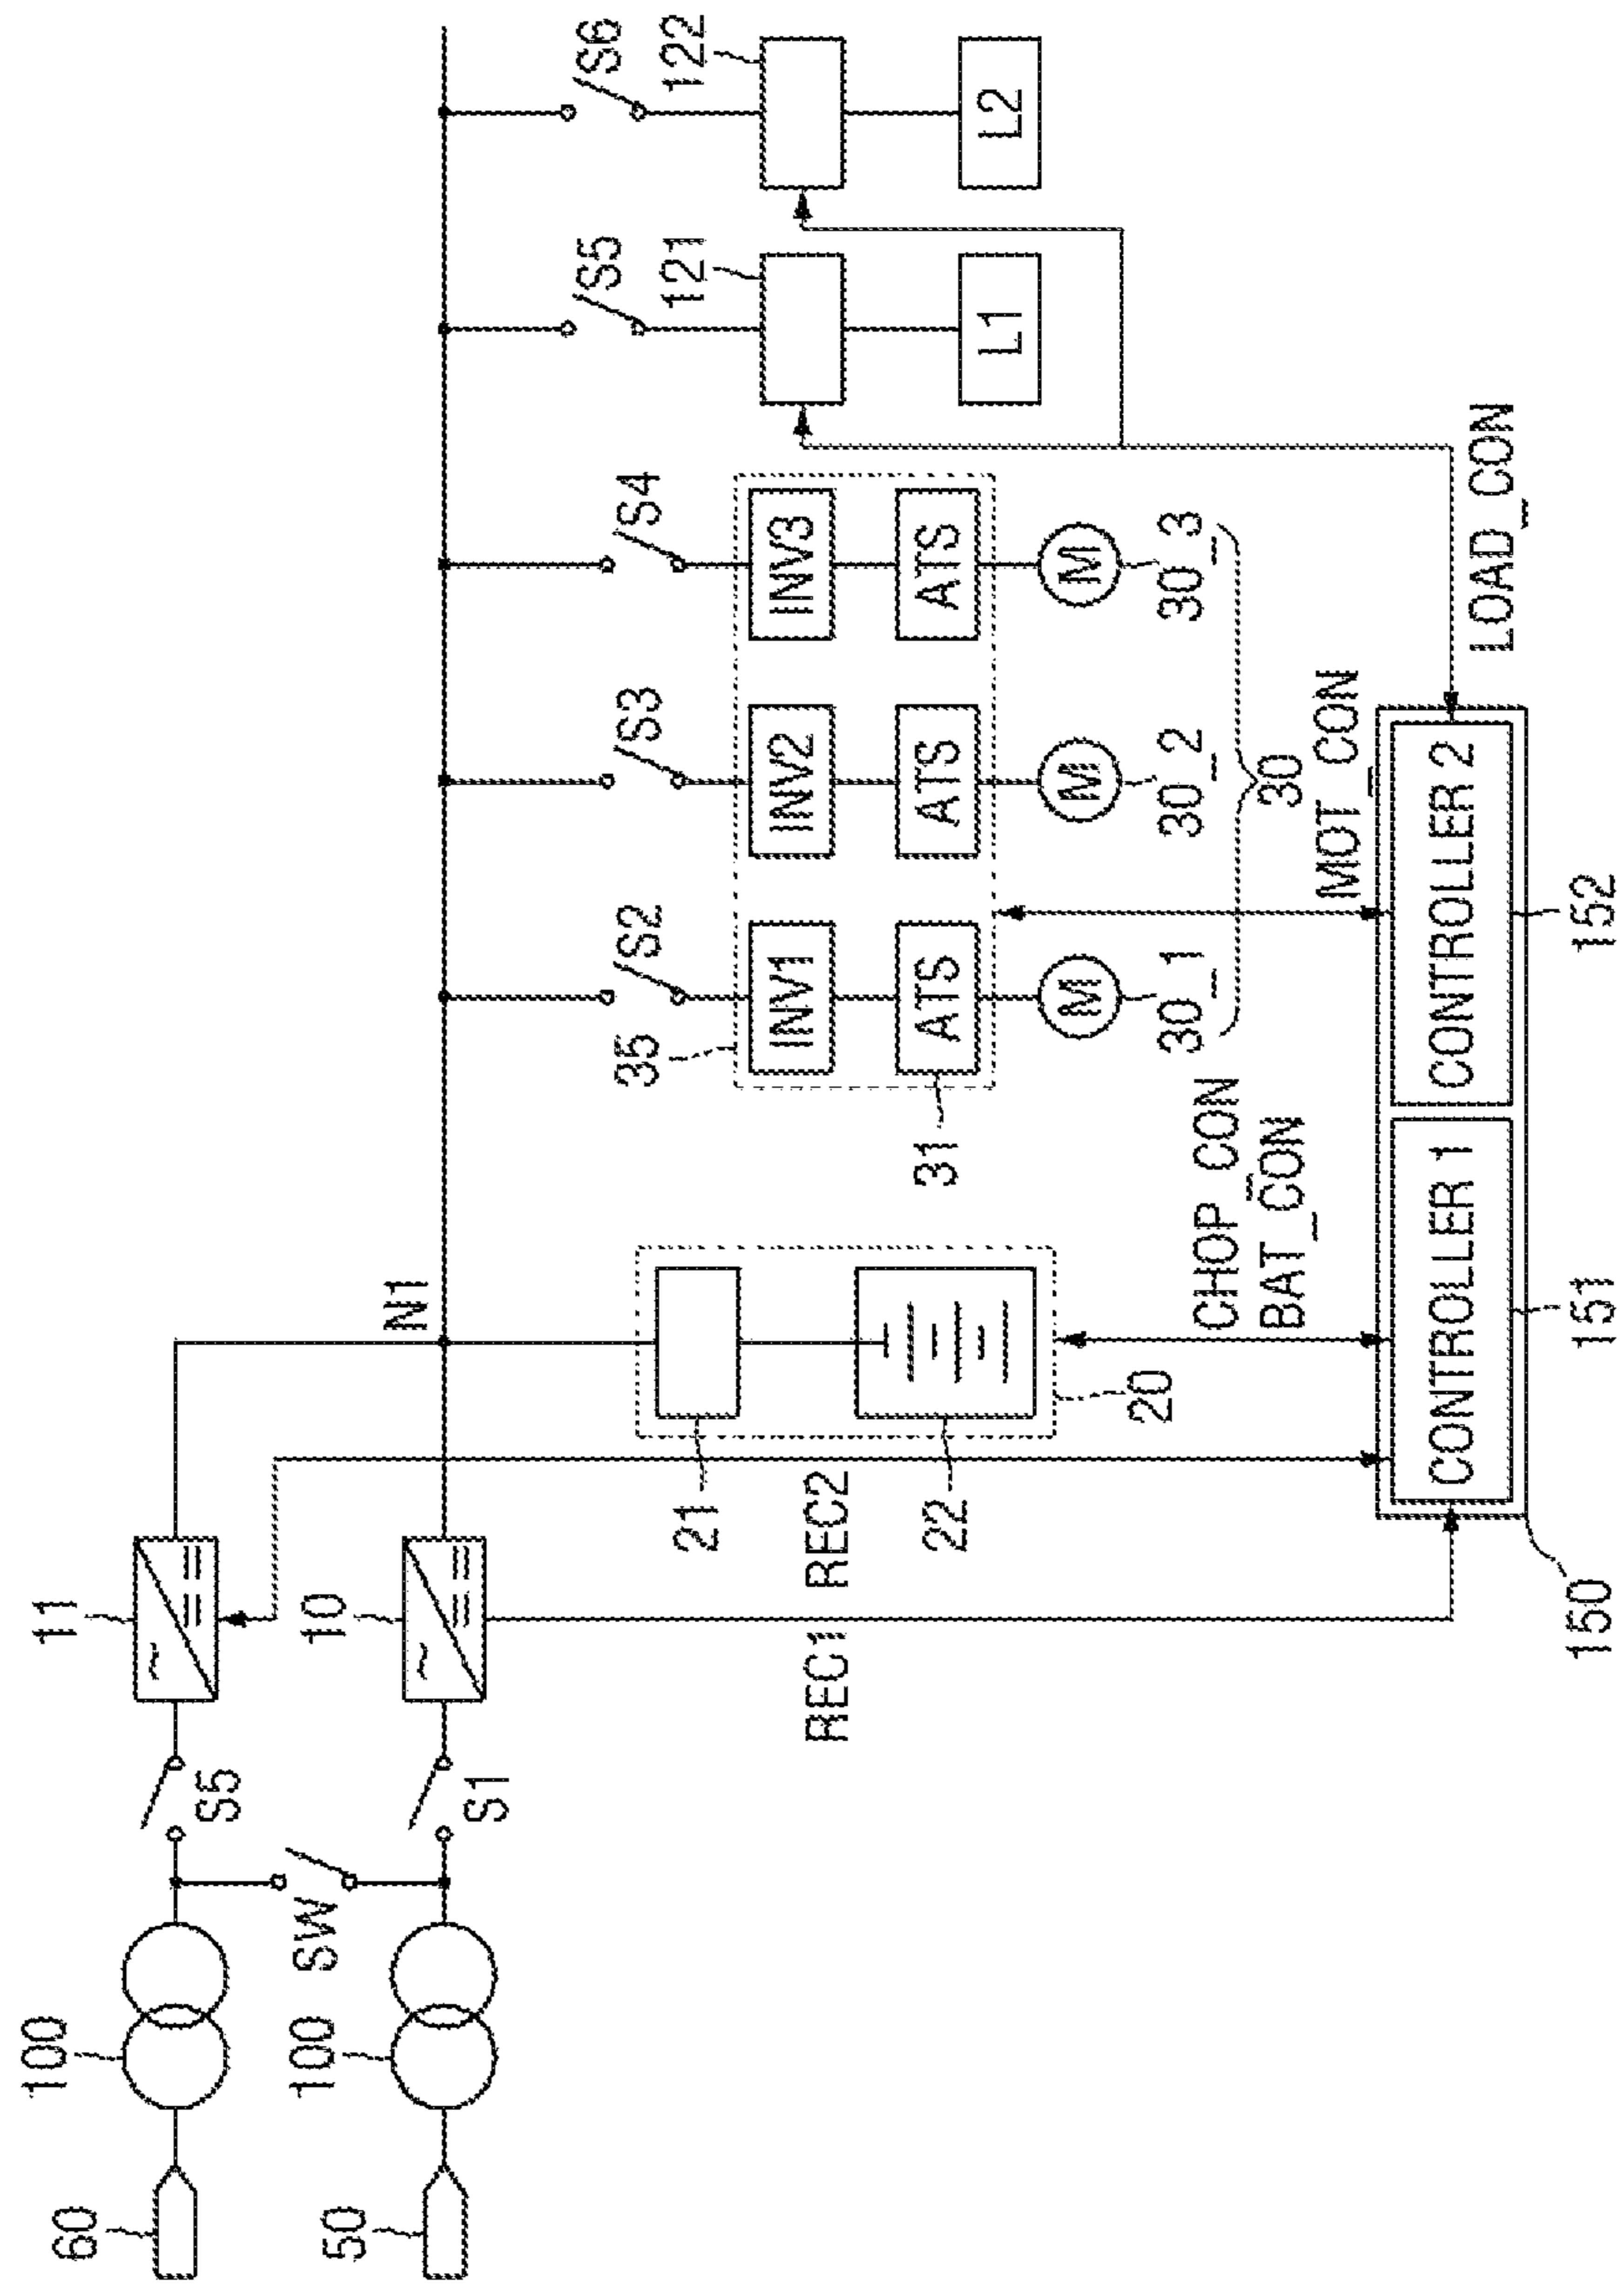 60
100
11
S5
SW
50
100
S1
10
N1
REC1
REC2
21
22
20
CHOP_CON
BAT_CON
35
S2
S3
S4
S5
S6
INV1
INV2
INV3
121
122
31
ATS
ATS
ATS
L1
L2
M
M
M
30_1
30_2
30_3
30
MOT_CON
LOAD_CON
CONTROLLER 1
CONTROLLER 2
150
151
152